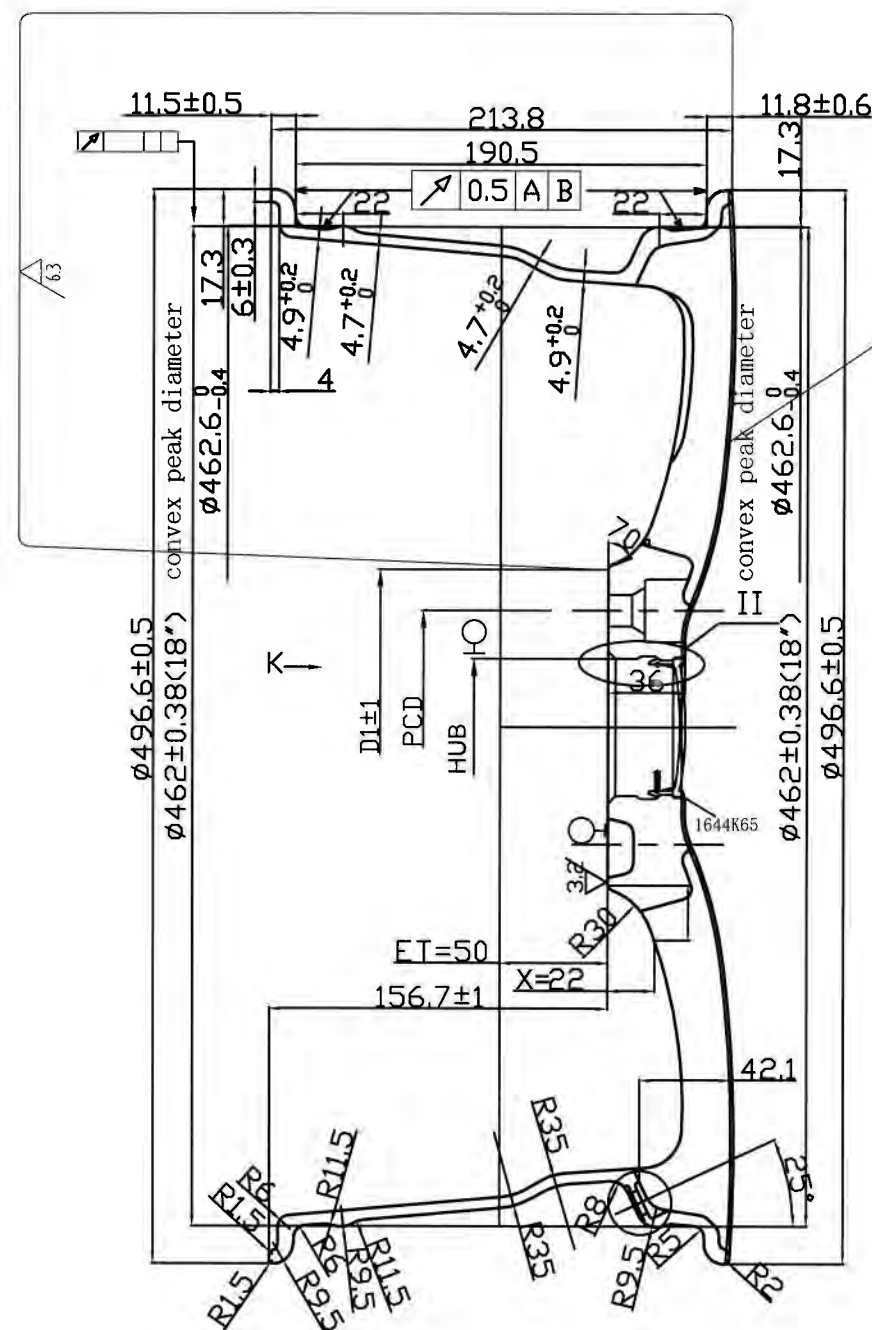 11.5±0.5
213.8
11.8±0.6
190.5
17.3
0.5 A B
22
22
6.3
17.3
6±0.3
4.9 +0.2 0
4.7 +0.2 0
4.7 +0.2 0
4.9 +0.2 0
4
ø496.6±0.5
ø462±0.38(18")
convex peak diameter
ø462.6 0 -0.4
convex peak diameter
ø462.6 0 -0.4
ø462±0.38(18")
ø496.6±0.5
II
K
D1±1
PCD
HUB
36
1644K65
3.2
R30
ET=50
X=22
156.7±1
42.1
25°
R35
R11.5
R6
R1.5
R8
R35
R5
R6
R11.5
R9.5
R9.5
R9.5
R1.5
R2